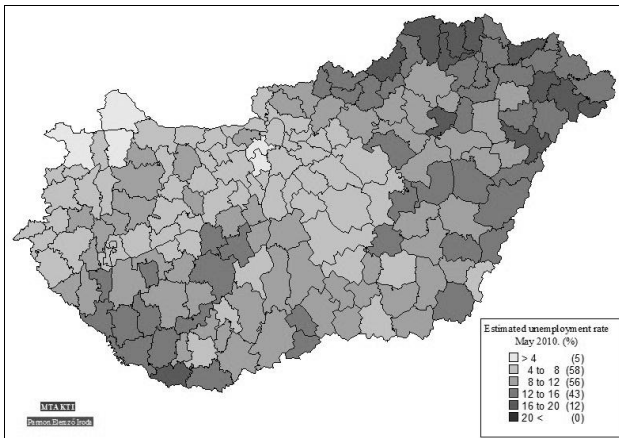 Estimated unemployment rate
May 2010. (%)
> 4 (5)
4 to 8 (58)
8 to 12 (56)
12 to 16 (43)
16 to 20 (12)
20 < (0)
MTA KTI
Pannon Elemző Iroda